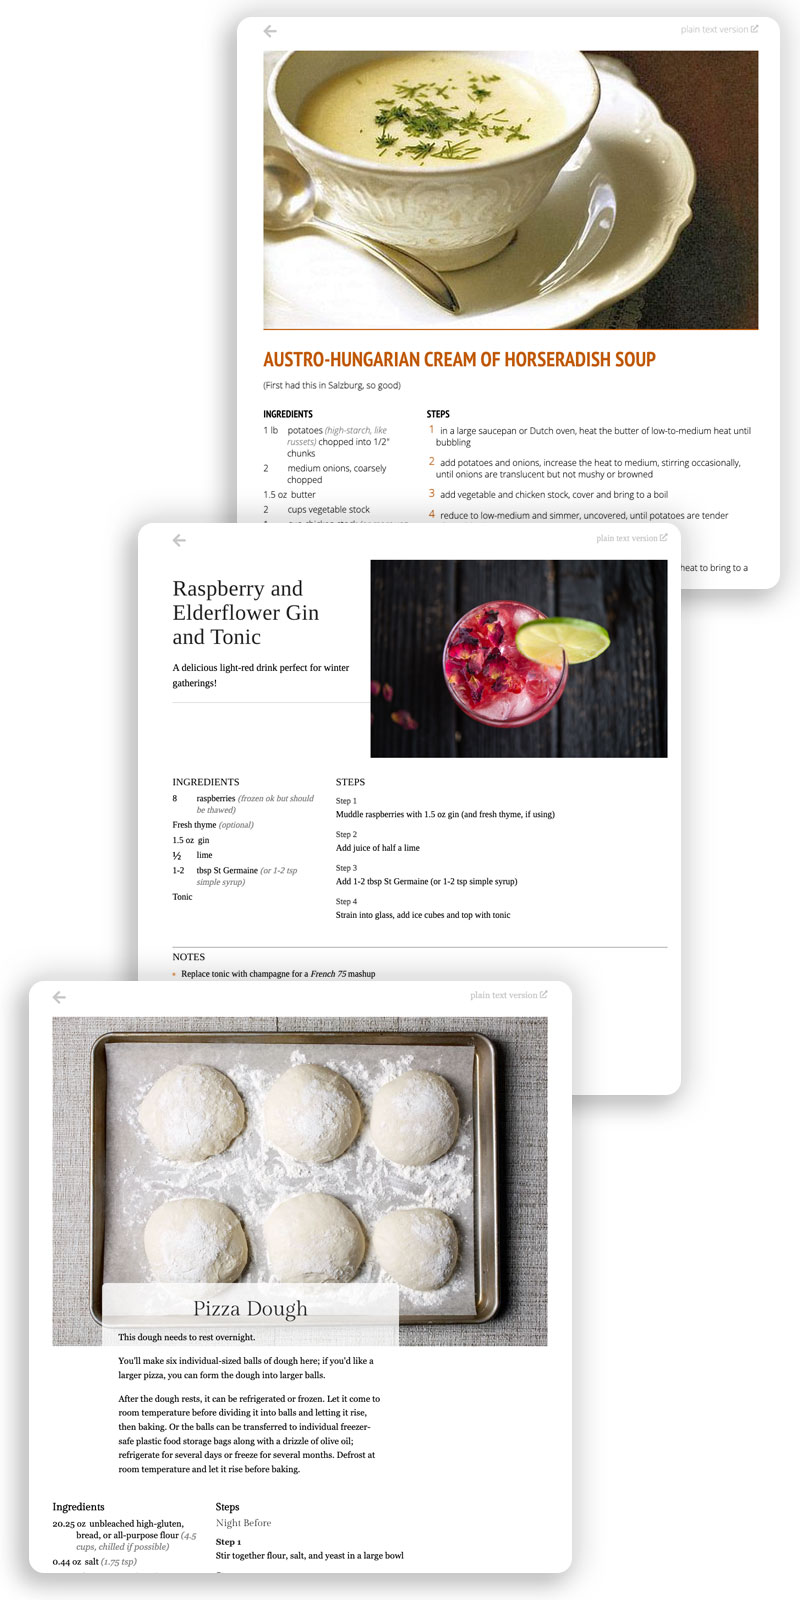 plain text version
AUSTRO-HUNGARIAN CREAM OF HORSERADISH SOUP
(First had this in Salzburg, so good)
INGREDIENTS
1 lb potatoes (high-starch, like
russets) chopped into 1/2"
chunks
2 medium onions, coarsely
chopped
1.5 oz butter
2 cups vegetable stock
STEPS
1 in a large saucepan or Dutch oven, heat the butter of low-to-medium heat until
bubbling
2 add potatoes and onions, increase the heat to medium, stirring occasionally,
until onions are translucent but not mushy or browned
3 add vegetable and chicken stock, cover and bring to a boil
4 reduce to low-medium and simmer, uncovered, until potatoes are tender
heat to bring to a
plain text version
Raspberry and
Elderflower Gin
and Tonic
A delicious light-red drink perfect for winter
gatherings!
INGREDIENTS
8 raspberries (frozen ok but should
be thawed)
Fresh thyme (optional)
1.5 oz gin
½ lime
1-2 tbsp St Germaine (or 1-2 tsp
simple syrup)
Tonic
STEPS
Step 1
Muddle raspberries with 1.5 oz gin (and fresh thyme, if using)
Step 2
Add juice of half a lime
Step 3
Add 1-2 tbsp St Germaine (or 1-2 tsp simple syrup)
Step 4
Strain into glass, add ice cubes and top with tonic
NOTES
Replace tonic with champagne for a French 75 mashup
plain text version
Pizza Dough
This dough needs to rest overnight.
You'll make six individual-sized balls of dough here; if you'd like a
larger pizza, you can form the dough into larger balls.
After the dough rests, it can be refrigerated or frozen. Let it come to
room temperature before dividing it into balls and letting it rise,
then baking. Or the balls can be transferred to individual freezer-
safe plastic food storage bags along with a drizzle of olive oil;
refrigerate for several days or freeze for several months. Defrost at
room temperature and let it rise before baking.
Ingredients
20.25 oz unbleached high-gluten,
bread, or all-purpose flour (4.5
cups, chilled if possible)
0.44 oz salt (1.75 tsp)
Steps
Night Before
Step 1
Stir together flour, salt, and yeast in a large bowl